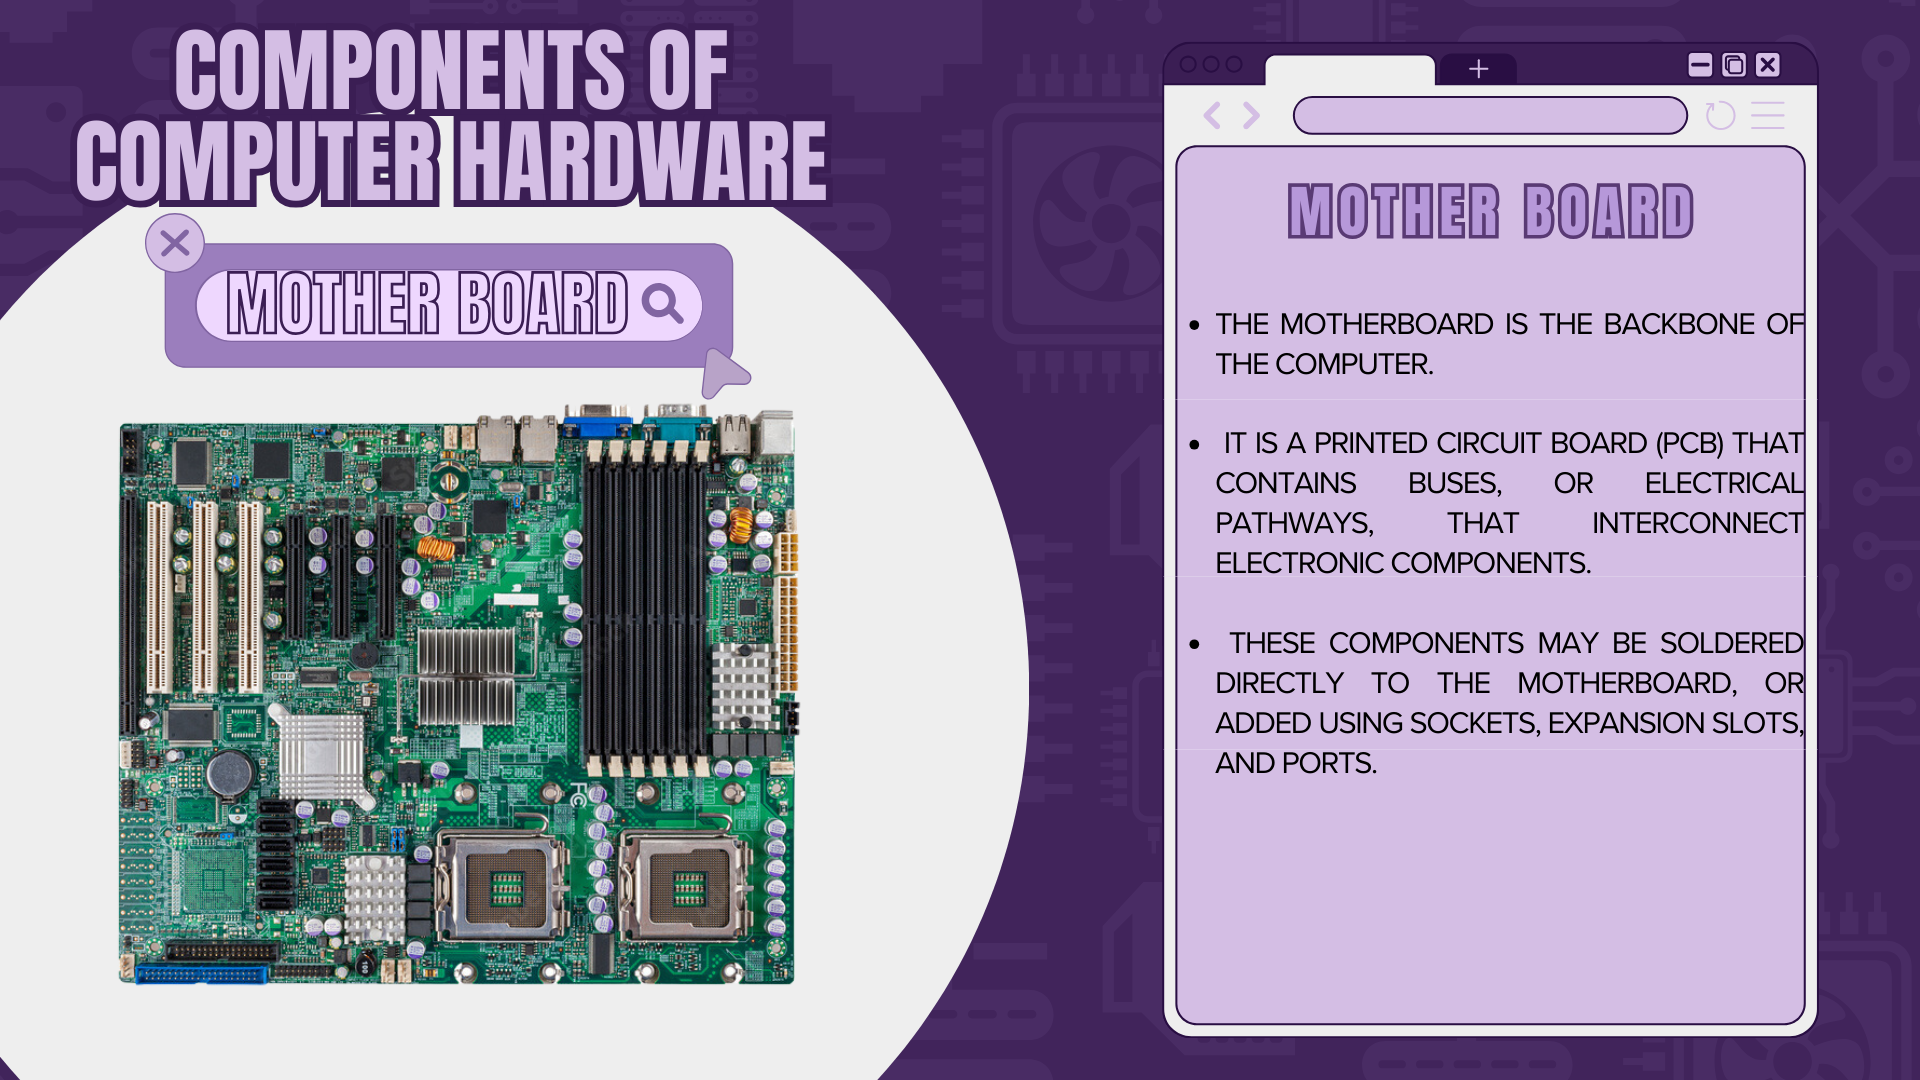 COMPONENTS OF
COMPUTER HARDWARE
MOTHER BOARD
MOTHER BOARD
THE MOTHERBOARD IS THE BACKBONE OF
THE COMPUTER.
IT IS A PRINTED CIRCUIT BOARD (PCB) THAT
CONTAINS BUSES, OR ELECTRICAL
PATHWAYS, THAT INTERCONNECT
ELECTRONIC COMPONENTS.
THESE COMPONENTS MAY BE SOLDERED
DIRECTLY TO THE MOTHERBOARD, OR
ADDED USING SOCKETS, EXPANSION SLOTS,
AND PORTS.